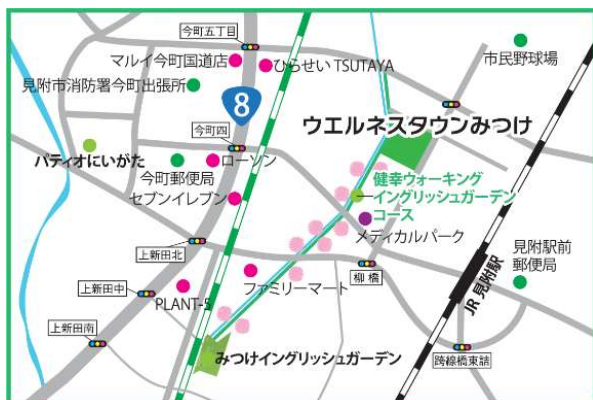 今町五丁目
マルイ今町国道店
ひらせいTSUTAYA
市民野球場
見附市消防署今町出張所
8
ウエルネスタウンみつけ
今町四
パティオにいがた
ローソン
今町郵便局
セブンイレブン
健幸ウォーキング
イングリッシュガーデン
コース
メディカルパーク
上新田北
見附駅前
郵便局
柳橋
JR 見附駅
上新田中
PLANT-5
ファミリーマート
上新田南
みつけイングリッシュガーデン
跨線橋東詰